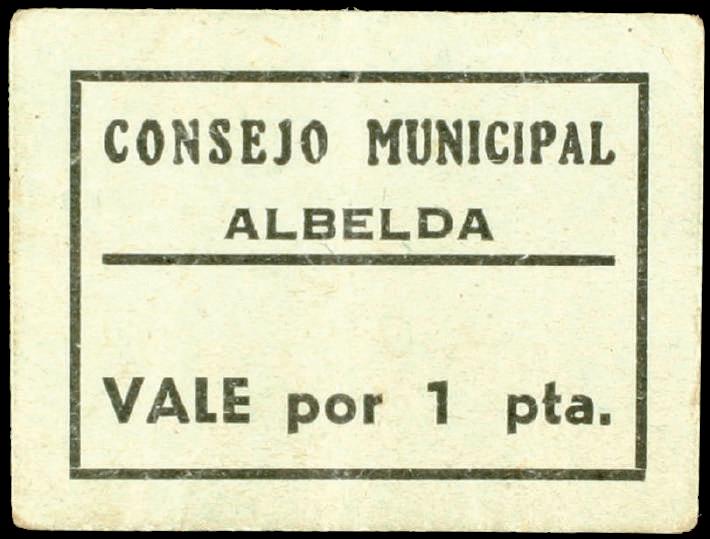 CONSEJO MUNICIPAL
ALBELDA
VALE por 1 pta.